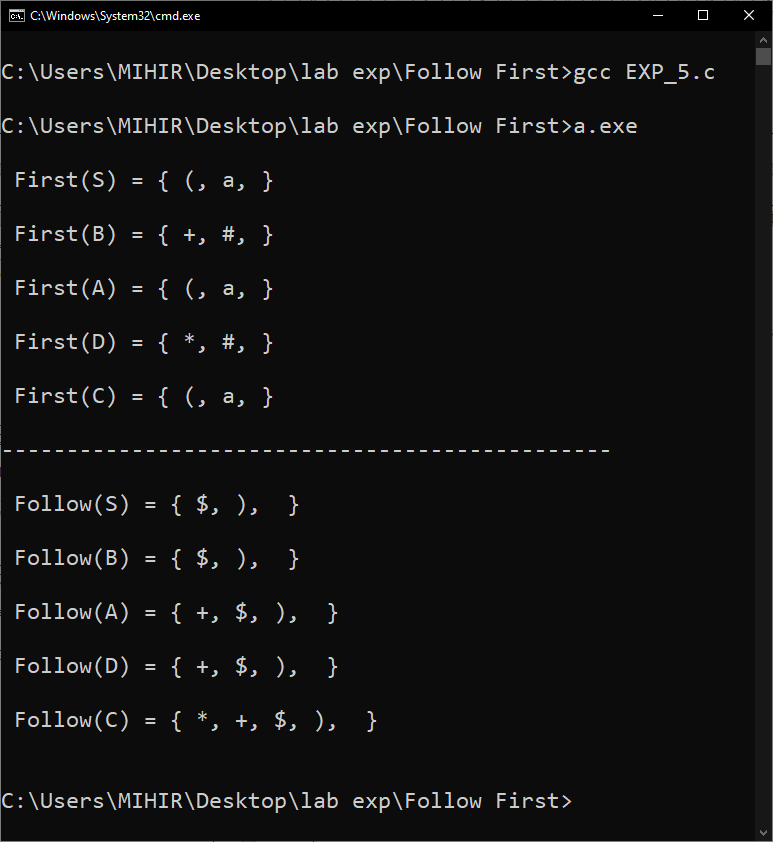 C:\Windows\System32\cmd.exe
C:\Users\MIHIR\Desktop\lab exp\Follow First>gcc EXP_5.c
C:\Users\MIHIR\Desktop\lab exp\Follow First>a.exe
First(S) = { (, a, }
First(B) = { +, #, }
First(A) = { (, a, }
First(D) = { *, #, }
First(C) = { (, a, }
-----------------------------------------------
Follow(S) = { $, ),  }
Follow(B) = { $, ),  }
Follow(A) = { +, $, ),  }
Follow(D) = { +, $, ),  }
Follow(C) = { *, +, $, ),  }
C:\Users\MIHIR\Desktop\lab exp\Follow First>